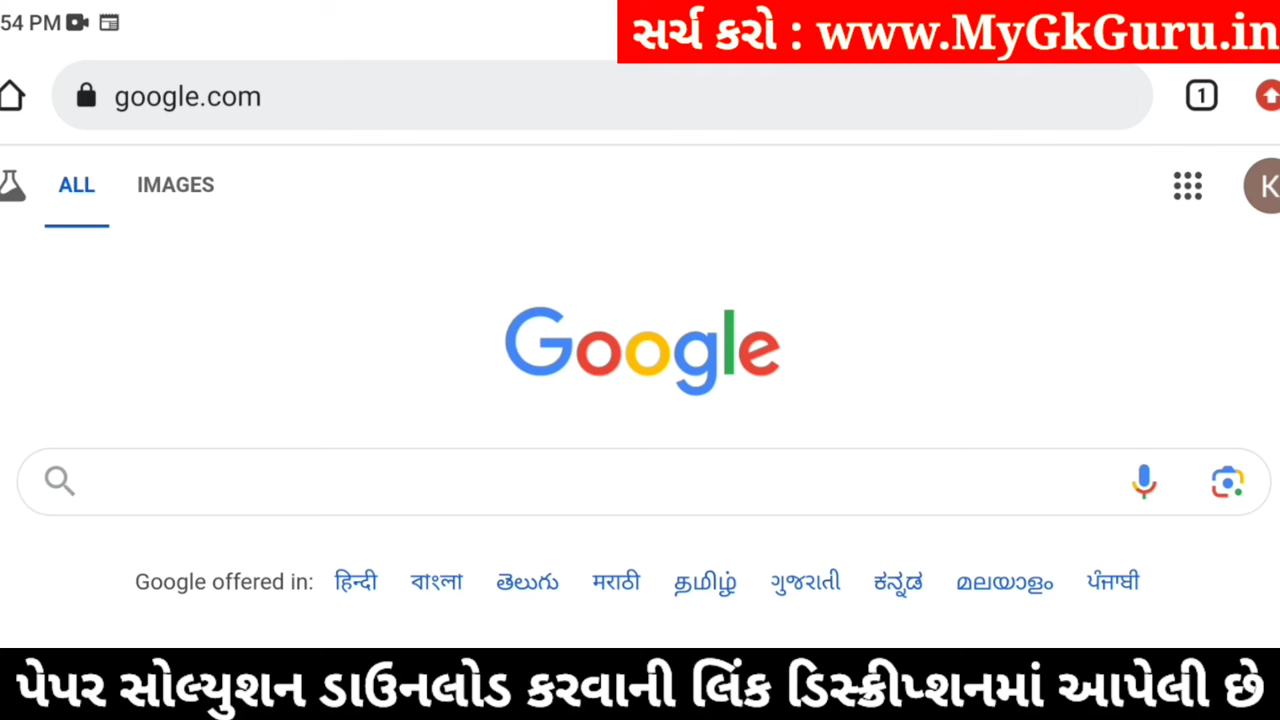 54 PM
સર્ચ કરો : www.MyGkGuru.in
google.com
1
ALL IMAGES
K
Google
Google offered in: हिन्दी বাংলা తెలుగు मराठी தமிழ் ગુજરાતી ಕನ್ನಡ മലയാളം ਪੰਜਾਬੀ
પેપર સોલ્યુશન ડાઉનલોડ કરવાની લિંક ડિસ્ક્રીપ્શનમાં આપેલી છે